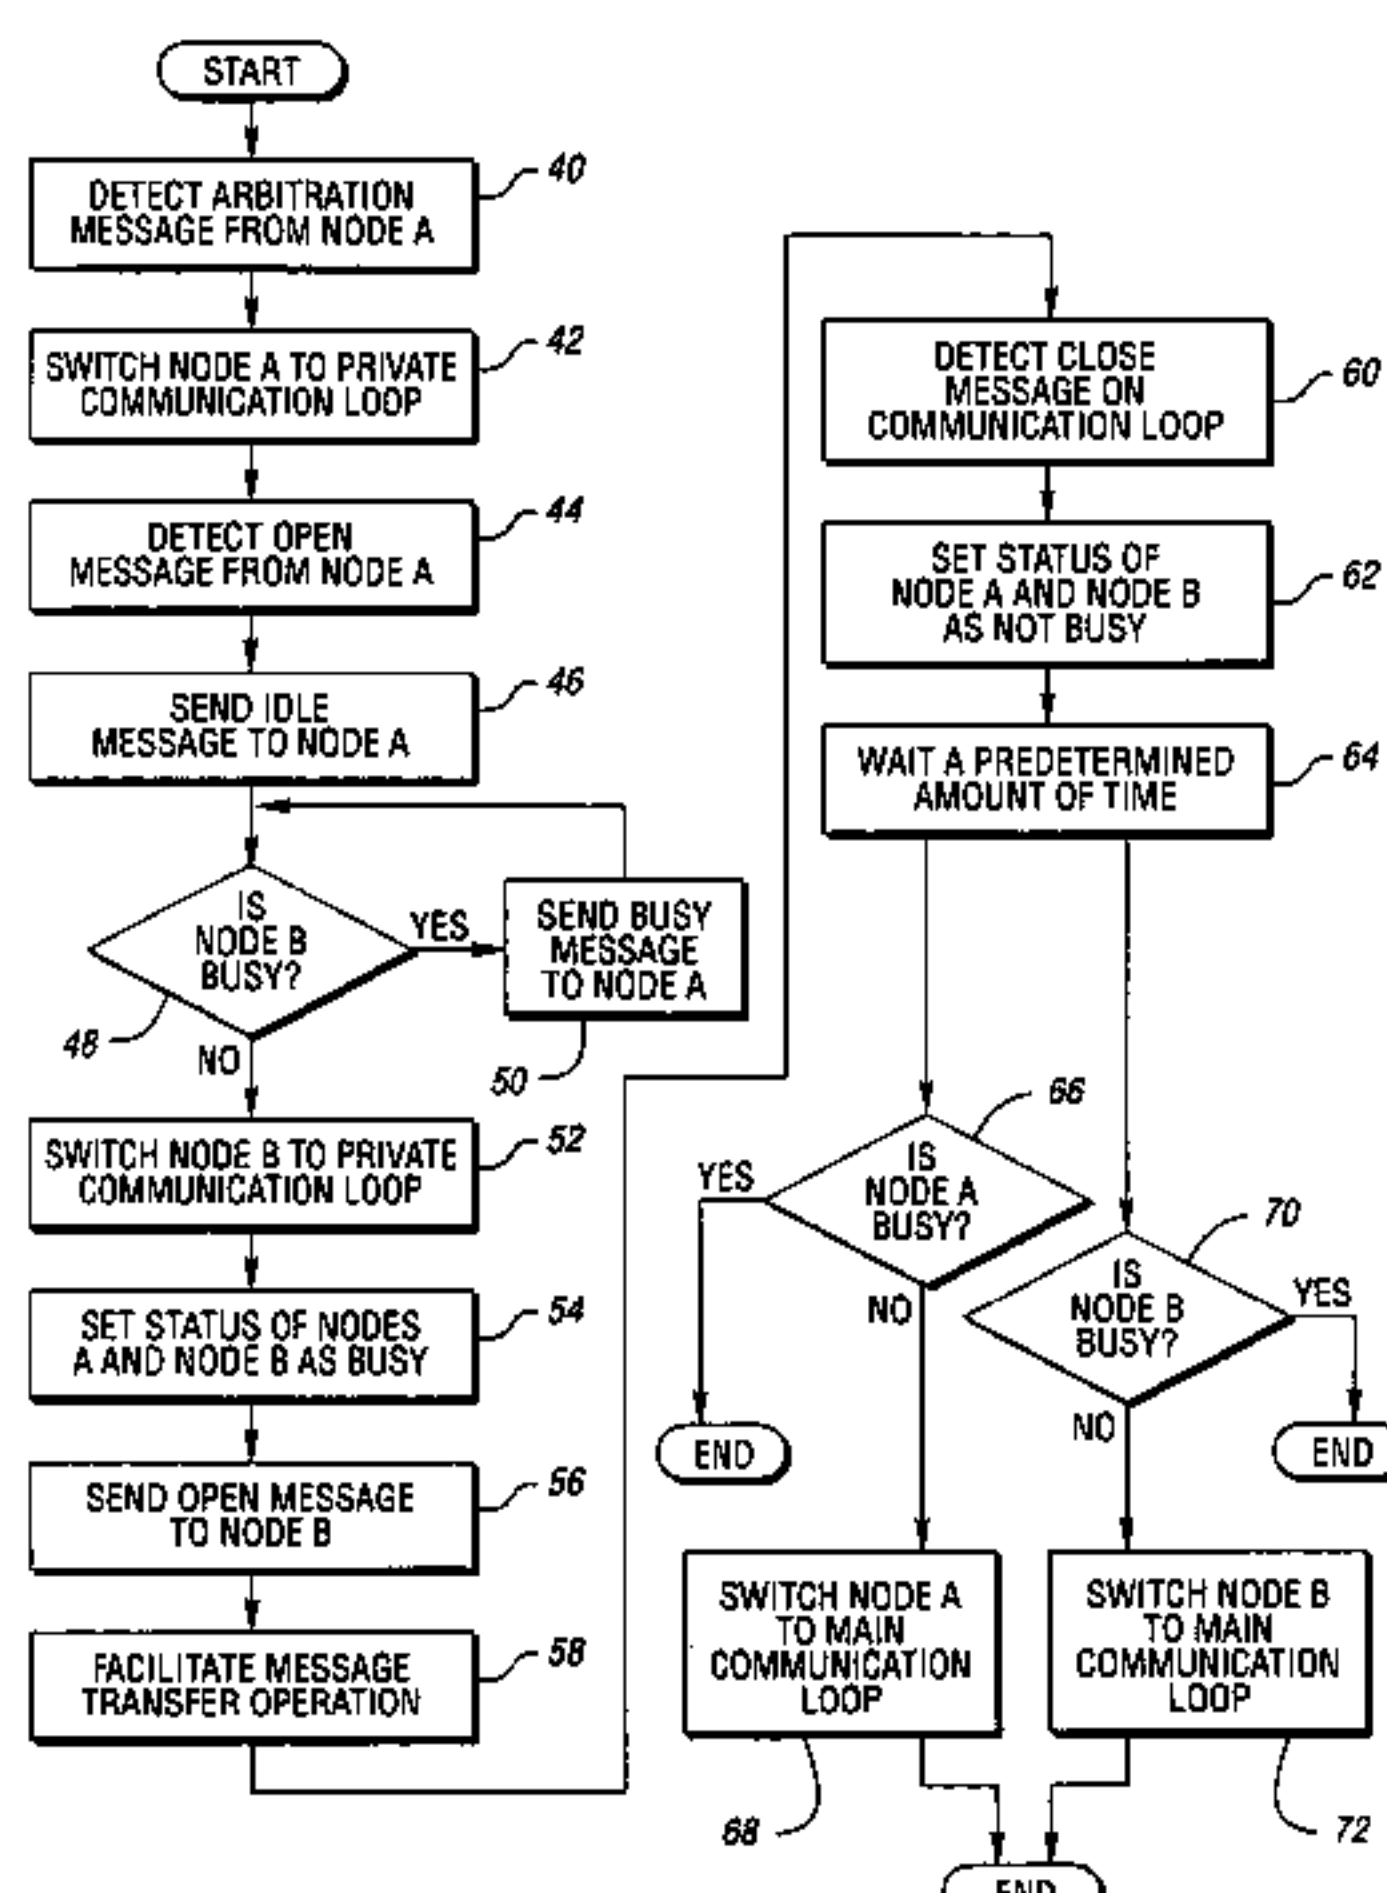 START
DETECT ARBITRATION
MESSAGE FROM NODE A
40
SWITCH NODE A TO PRIVATE
COMMUNICATION LOOP
42
DETECT OPEN
MESSAGE FROM NODE A
44
SEND IDLE
MESSAGE TO NODE A
46
IS
NODE B
BUSY?
48
YES
NO
SEND BUSY
MESSAGE
TO NODE A
50
SWITCH NODE B TO PRIVATE
COMMUNICATION LOOP
52
SET STATUS OF NODES
A AND NODE B AS BUSY
54
SEND OPEN MESSAGE
TO NODE B
56
FACILITATE MESSAGE
TRANSFER OPERATION
58
DETECT CLOSE
MESSAGE ON
COMMUNICATION LOOP
60
SET STATUS OF
NODE A AND NODE B
AS NOT BUSY
62
WAIT A PREDETERMINED
AMOUNT OF TIME
64
IS
NODE A
BUSY?
66
YES
NO
END
IS
NODE B
BUSY?
70
YES
NO
END
SWITCH NODE A
TO MAIN
COMMUNICATION
LOOP
68
SWITCH NODE B
TO MAIN
COMMUNICATION
LOOP
72
END